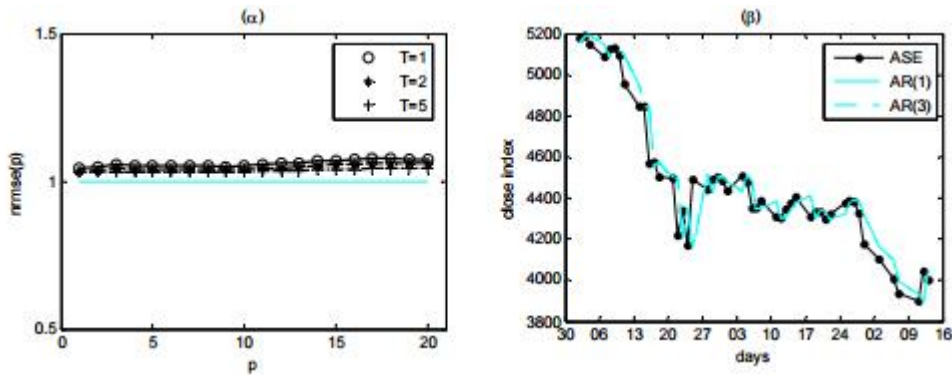 (α)
nrmse(p)
1.5
1
0.5
0
5
10
15
20
p
T=1
T=2
T=5
(β)
close index
5200
5000
4800
4600
4400
4200
4000
3800
30
06
13
20
27
03
10
17
24
02
09
16
days
ASE
AR(1)
AR(3)